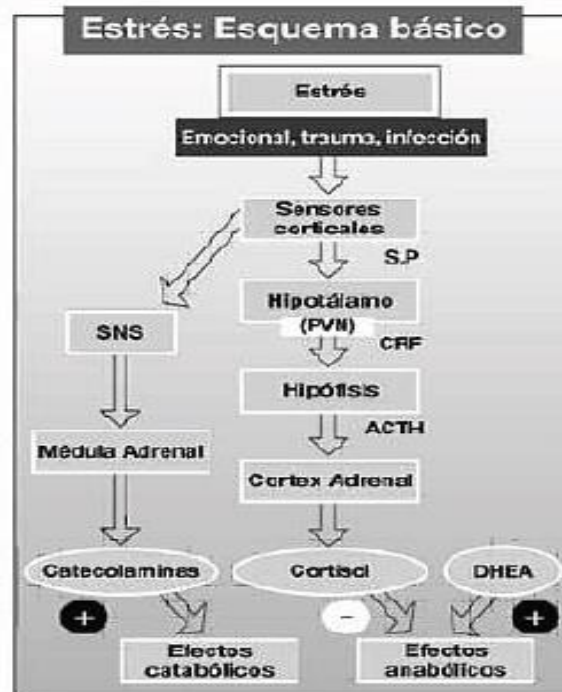 Estrés: Esquema básico
Estrés
Emocional, trauma, infección
Sensores
corticales
S.P
Hipotálamo
(PVN)
SNS
CRF
Hipófisis
ACTH
Médula Adrenal
Cortex Adrenal
Catecolaminas
Cortisol
DHEA
+
-
+
Efectos
catabólicos
Efectos
anabólicos